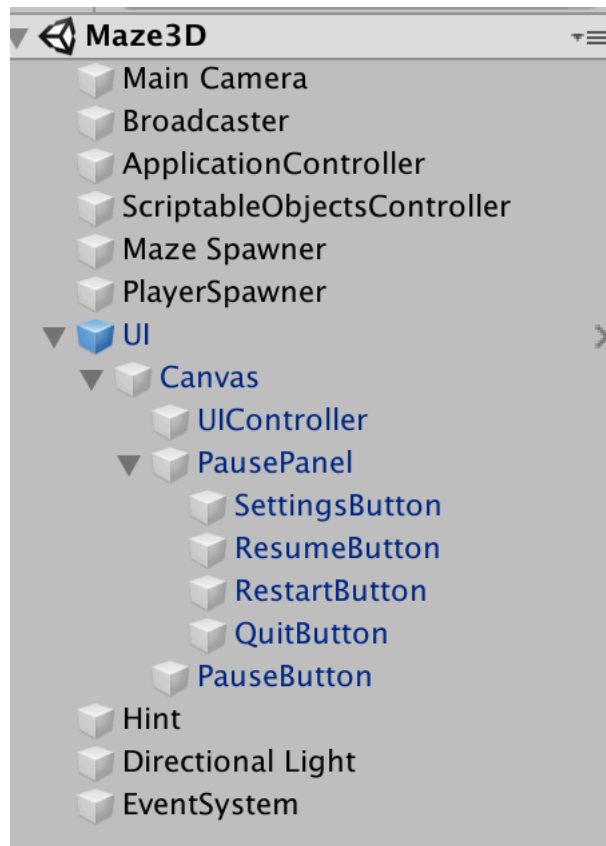 Maze3D
Main Camera
Broadcaster
ApplicationController
ScriptableObjectsController
Maze Spawner
PlayerSpawner
UI
Canvas
UIController
PausePanel
SettingsButton
ResumeButton
RestartButton
QuitButton
PauseButton
Hint
Directional Light
EventSystem